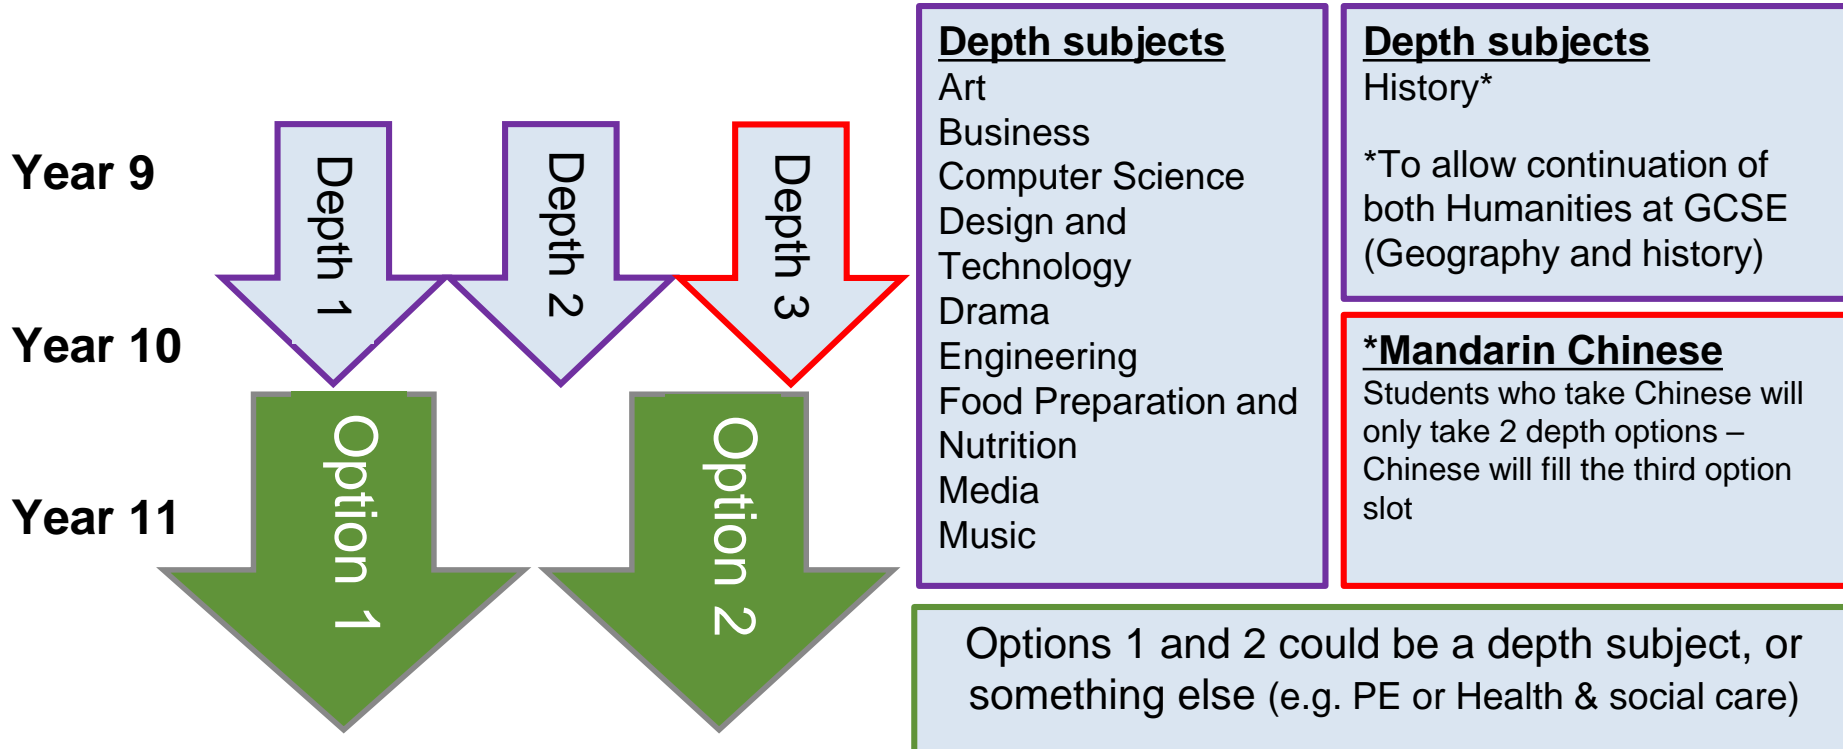 Year 9
Year 10
Year 11
Depth 1
Depth 2
Depth 3
Option 1
Option 2
Depth subjects
Art
Business
Computer Science
Design and
Technology
Drama
Engineering
Food Preparation and
Nutrition
Media
Music
Depth subjects
History*
*To allow continuation of
both Humanities at GCSE
(Geography and history)
*Mandarin Chinese
Students who take Chinese will
only take 2 depth options –
Chinese will fill the third option
slot
Options 1 and 2 could be a depth subject, or
something else (e.g. PE or Health & social care)